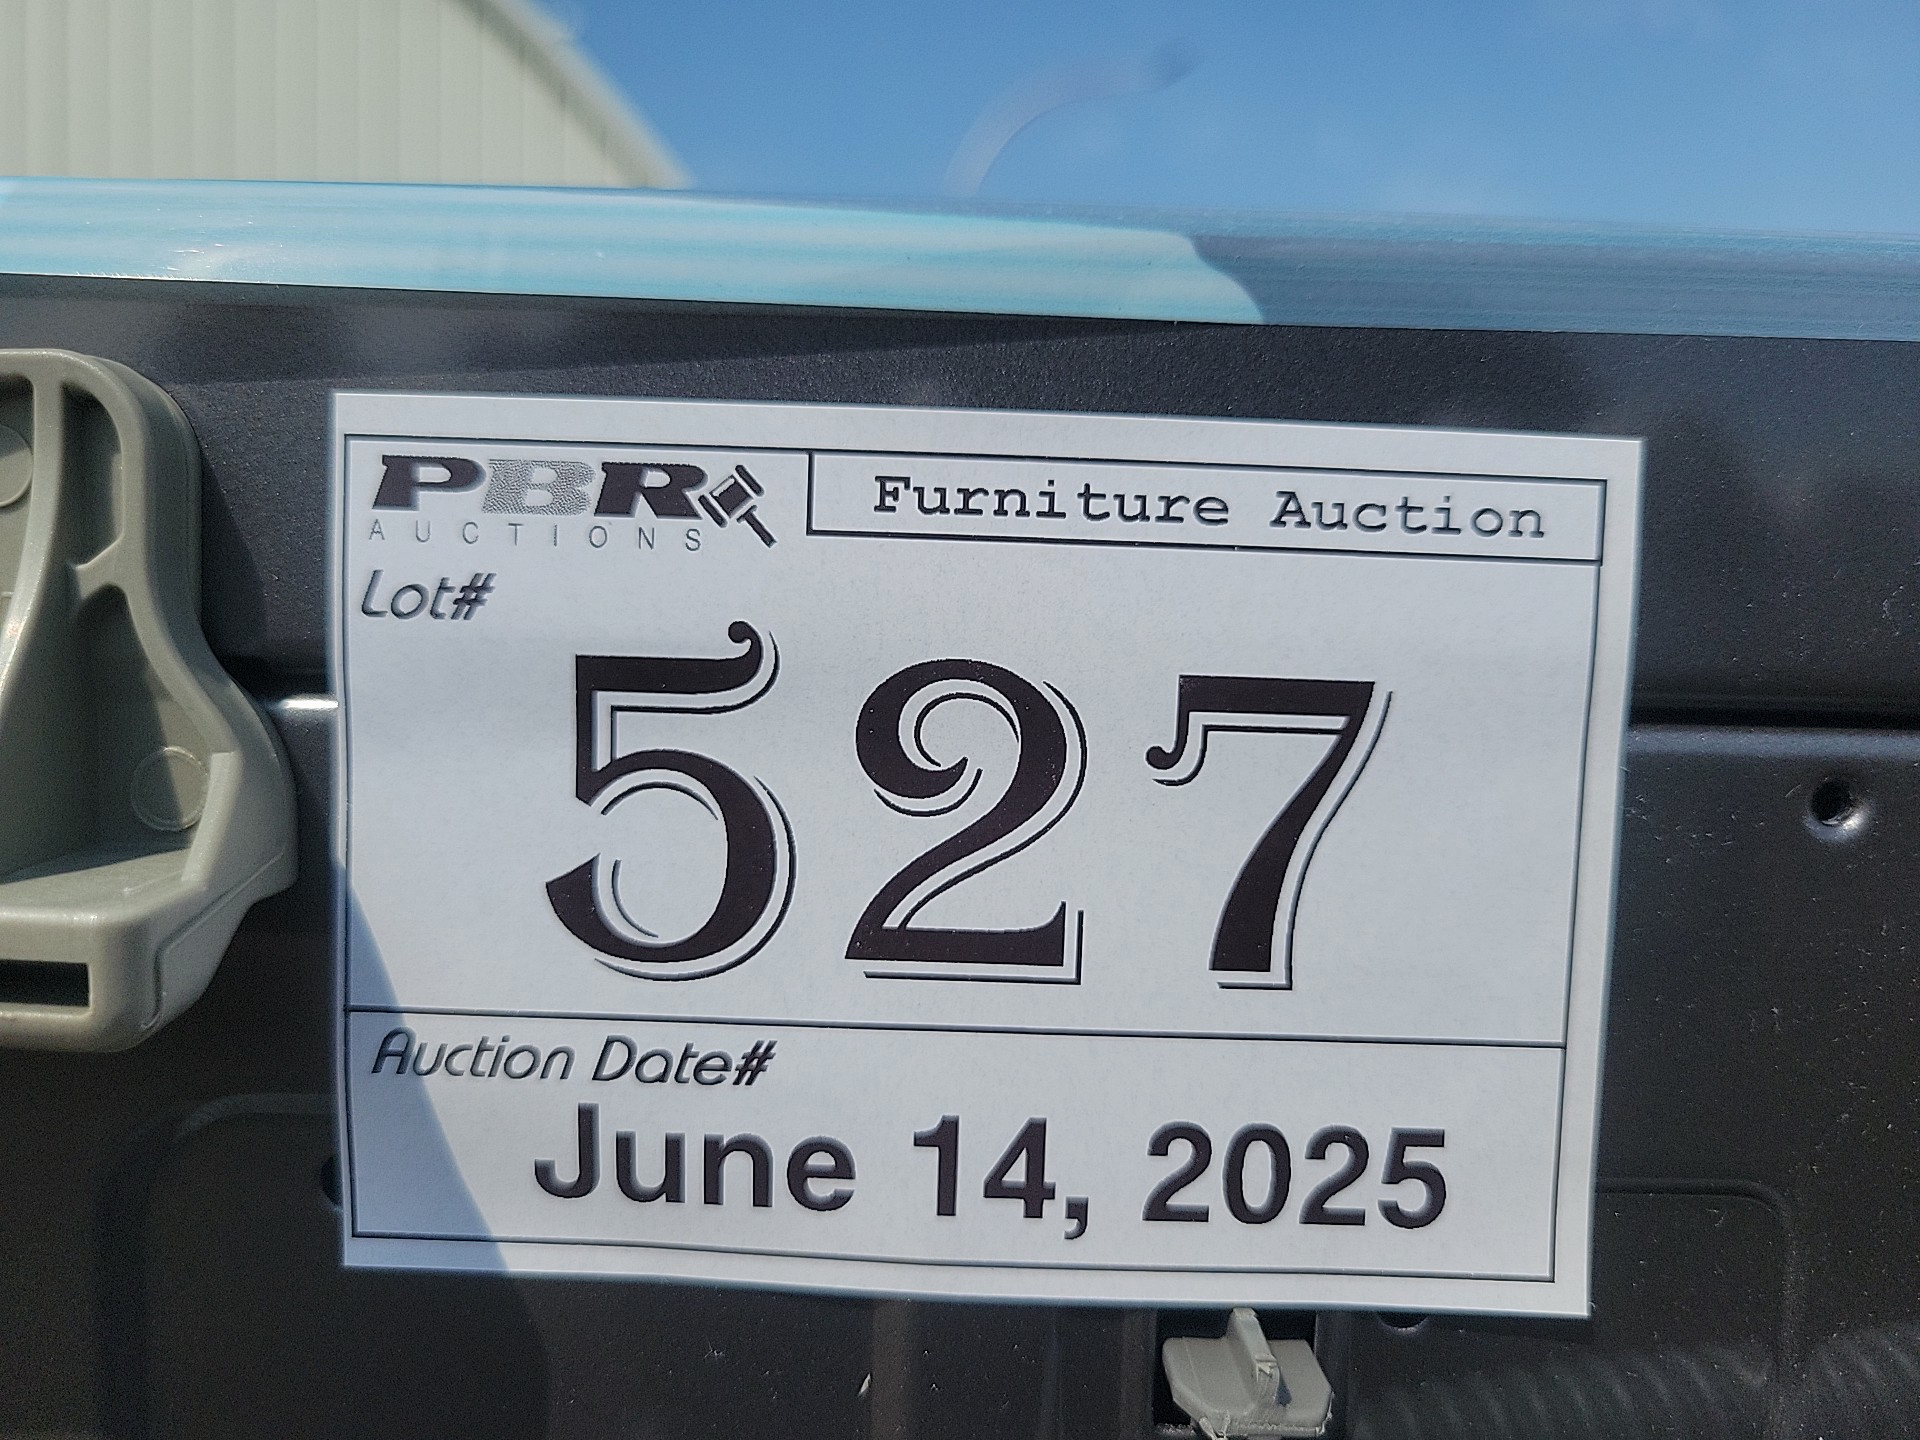 PBR
AUCTIONS
Furniture Auction
Lot#
527
Auction Date#
June 14, 2025